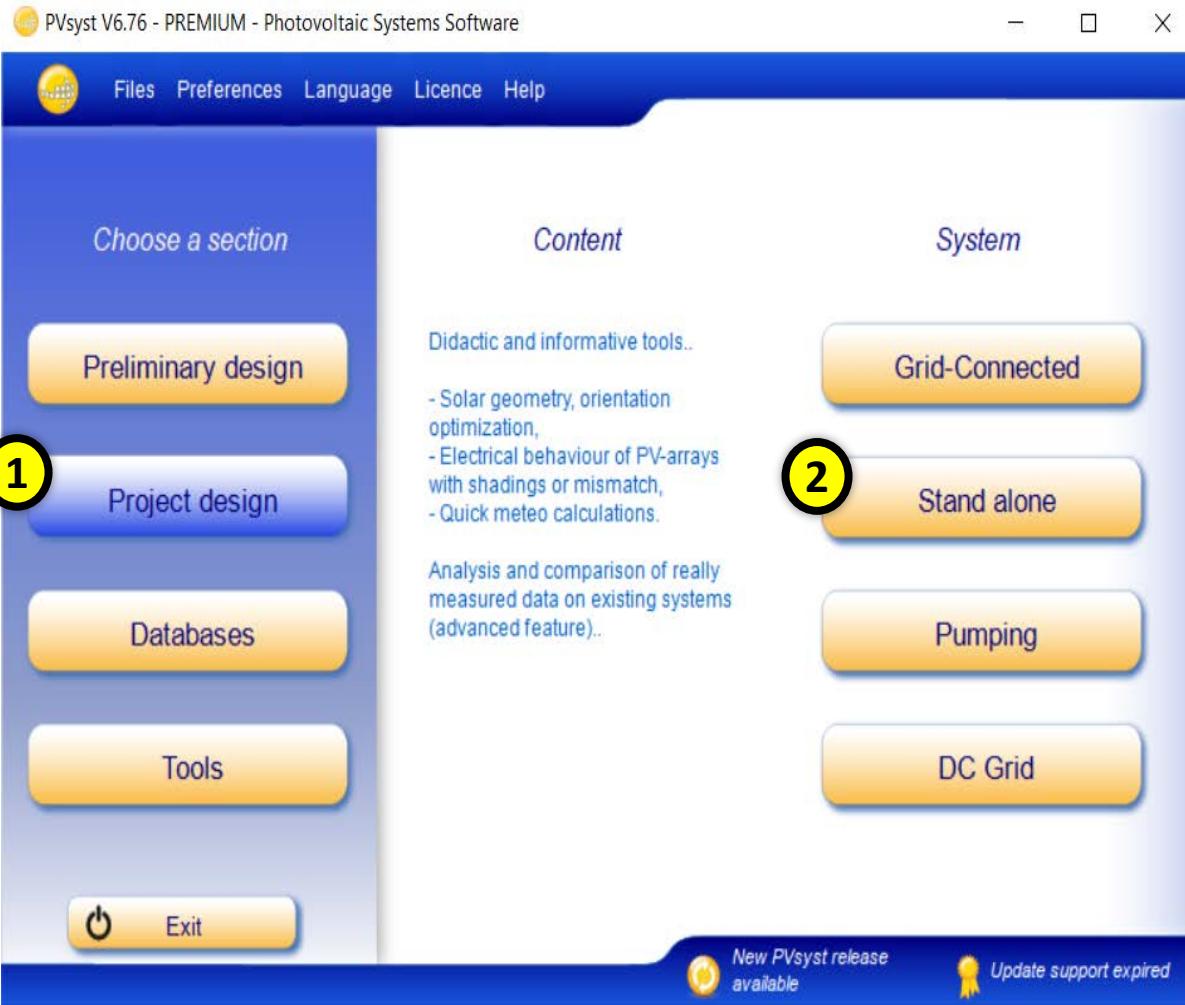 PVsyst V6.76 - PREMIUM - Photovoltaic Systems Software
Files Preferences Language Licence Help
Choose a section
Preliminary design
1
Project design
Databases
Tools
Exit
Content
Didactic and informative tools..
- Solar geometry, orientation
optimization,
- Electrical behaviour of PV-arrays
with shadings or mismatch,
- Quick meteo calculations.
Analysis and comparison of really
measured data on existing systems
(advanced feature)..
System
Grid-Connected
2
Stand alone
Pumping
DC Grid
New PVsyst release
available
Update support expired